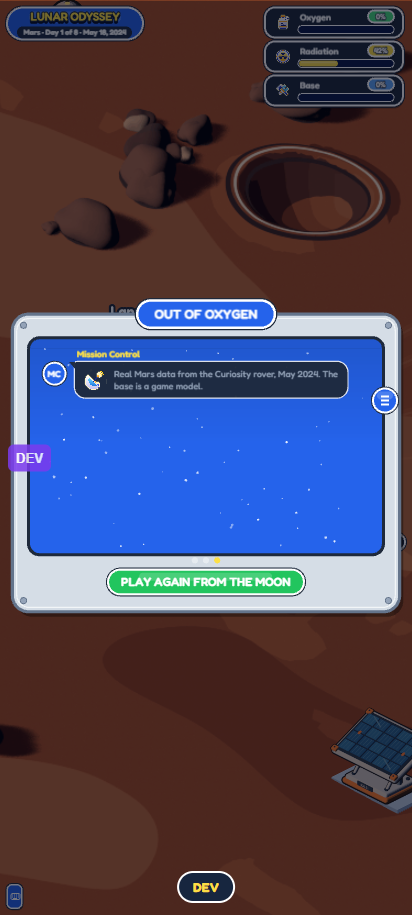 LUNAR ODYSSEY
Mars · Day 1 of 6 · May 18, 2024
Oxygen 0%
Radiation
Base 0%
OUT OF OXYGEN
Mission Control
MC
Real Mars data from the Curiosity rover, May 2024. The
base is a game model.
DEV
PLAY AGAIN FROM THE MOON
DEV